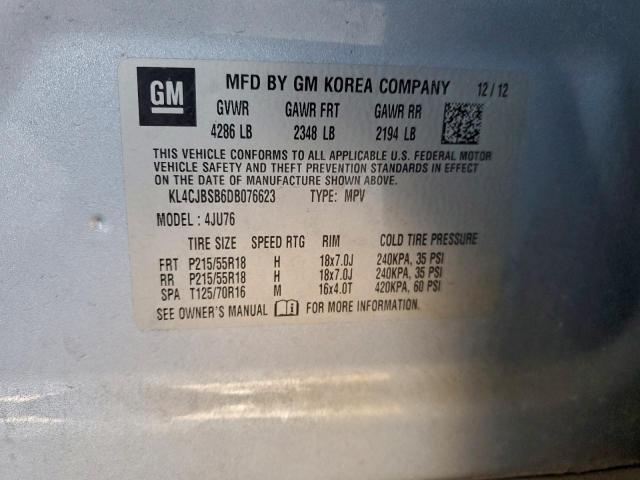 GM MFD BY GM KOREA COMPANY 12/12
GVWR GAWR FRT GAWR RR
4286 LB 2348 LB 2194 LB
THIS VEHICLE CONFORMS TO ALL APPLICABLE U.S. FEDERAL MOTOR
VEHICLE SAFETY AND THEFT PREVENTION STANDARDS IN EFFECT
ON THE DATE OF MANUFACTURE SHOWN ABOVE.
KL4CJBSB6DB076623 TYPE: MPV
MODEL: 4JU76
TIRE SIZE SPEED RTG RIM COLD TIRE PRESSURE
FRT P215/55R18 H 18x7.0J 240KPA, 35 PSI
RR P215/55R18 H 18x7.0J 240KPA, 35 PSI
SPA T125/70R16 M 16x4.0T 420KPA, 60 PSI
SEE OWNER'S MANUAL FOR MORE INFORMATION.